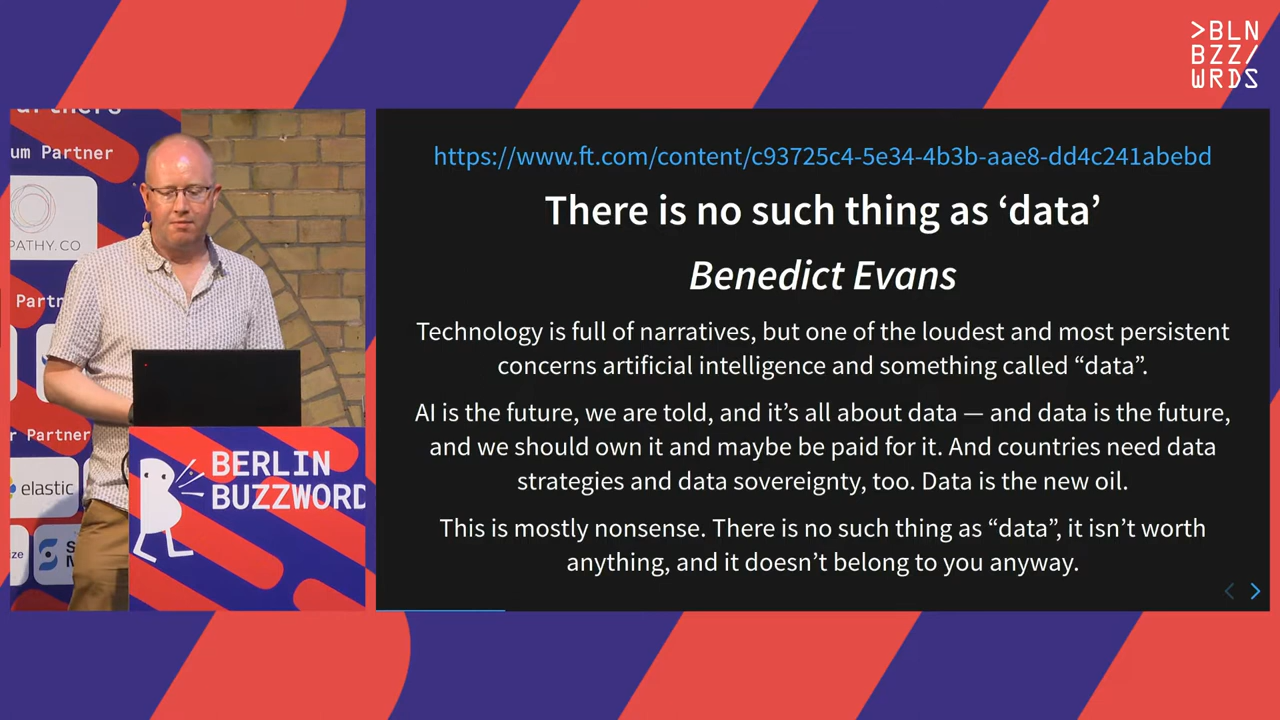 >BLN
BZZ/
WRDS
um Partner
PATHY.CO
Partn
r Partner
elastic
BERLIN
BUZZWORD
https://www.ft.com/content/c93725c4-5e34-4b3b-aae8-dd4c241abebd
There is no such thing as ‘data’
Benedict Evans
Technology is full of narratives, but one of the loudest and most persistent
concerns artificial intelligence and something called “data”.
AI is the future, we are told, and it’s all about data — and data is the future,
and we should own it and maybe be paid for it. And countries need data
strategies and data sovereignty, too. Data is the new oil.
This is mostly nonsense. There is no such thing as “data”, it isn’t worth
anything, and it doesn’t belong to you anyway.